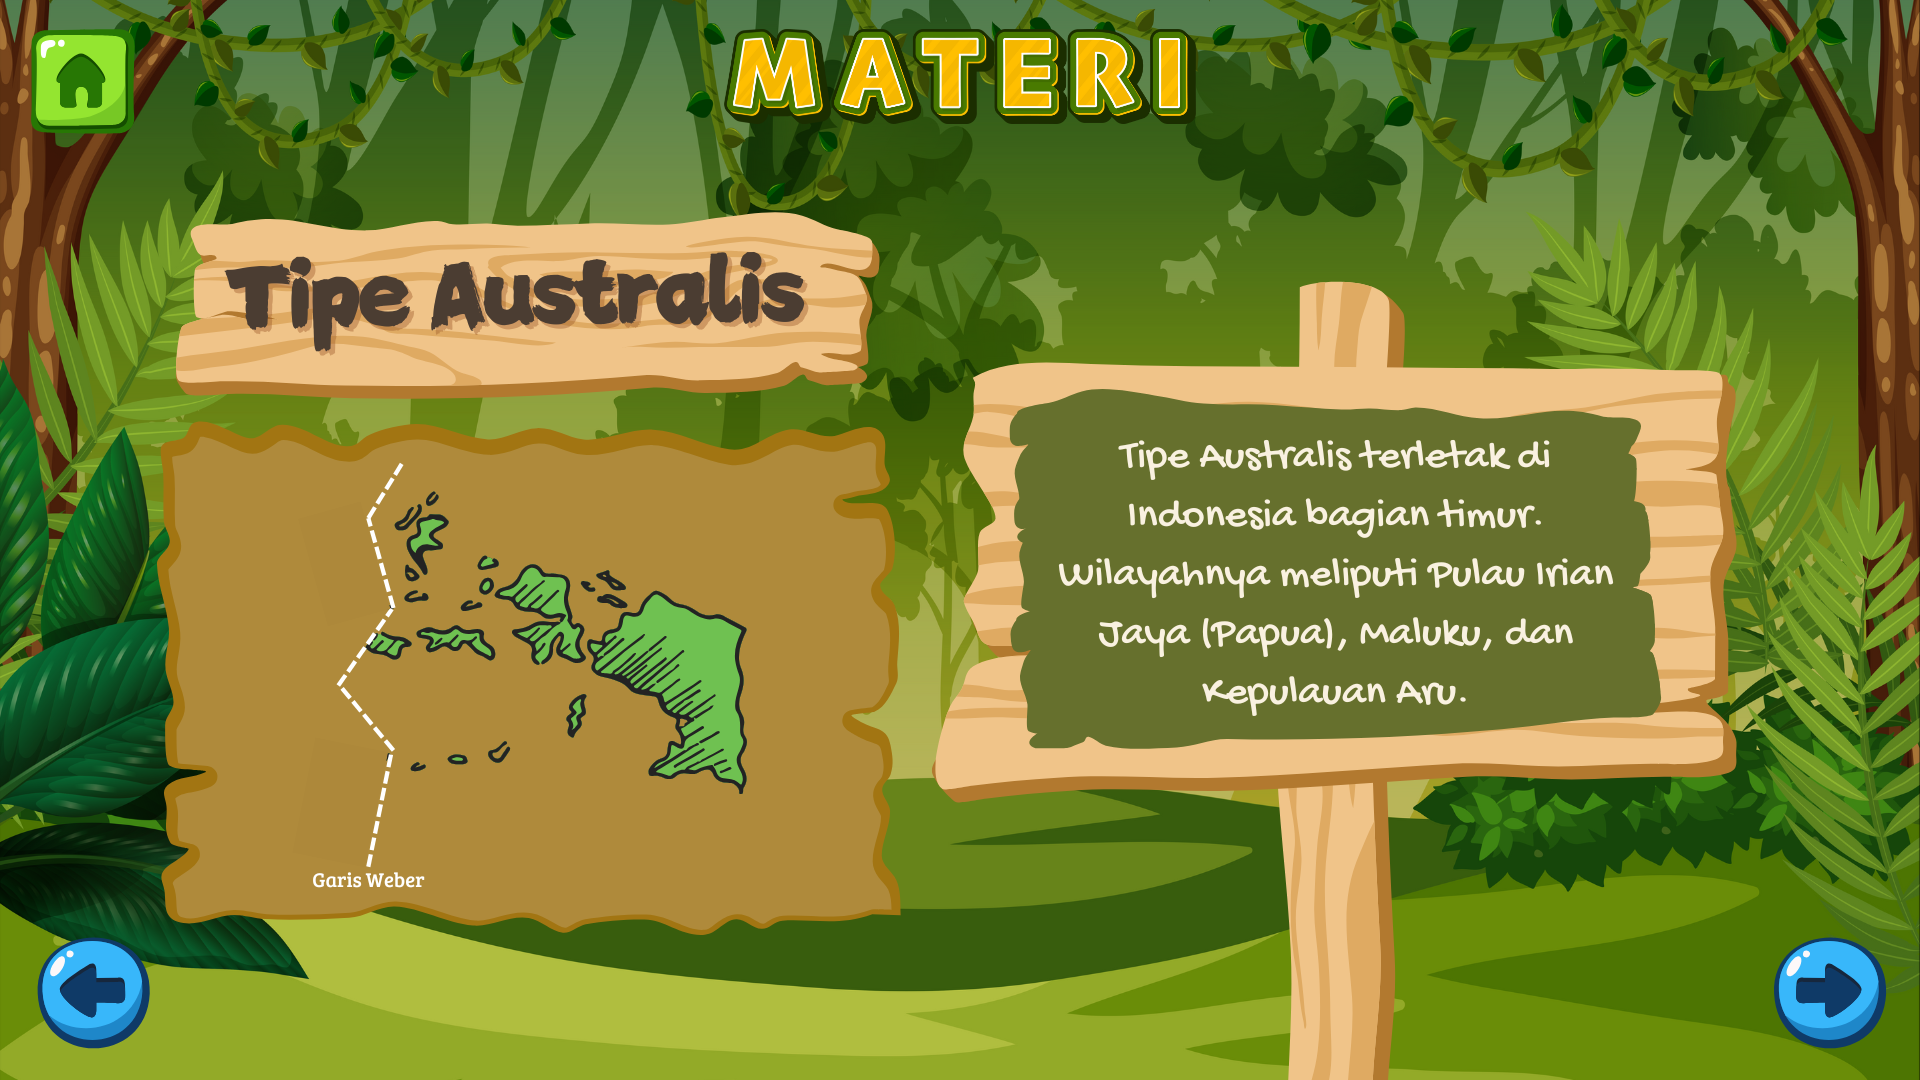 MATERI
Tipe Australis
Tipe Australis terletak di
Indonesia bagian timur.
Wilayahnya meliputi Pulau Irian
Jaya (Papua), Maluku, dan
Kepulauan Aru.
Garis Weber